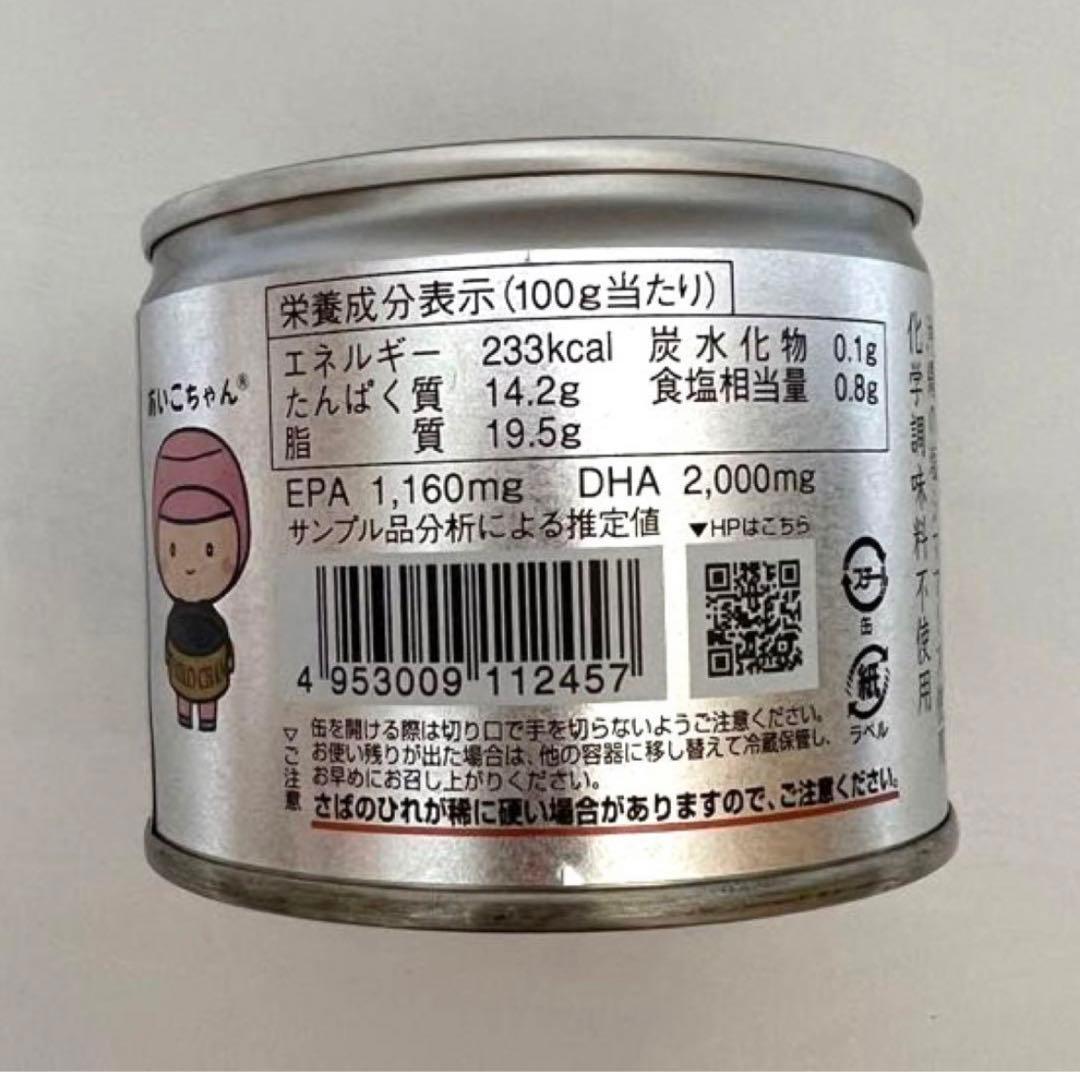 あいこちゃん®
栄養成分表示(100g当たり)
エネルギー 233kcal 炭水化物 0.1g
たんぱく質 14.2g 食塩相当量 0.8g
脂質 19.5g
EPA 1,160mg DHA 2,000mg
サンプル品分析による推定値 ▼HPはこちら
4 953009 112457
缶
紙
ラベル
▽ご注意
缶を開ける際は切り口で手を切らないようご注意ください。
お使い残りが出た場合は、他の容器に移し替えて冷蔵保管し、
お早めにお召し上がりください。
さばのひれが稀に硬い場合がありますので、ご注意ください。
化学調味料不使用